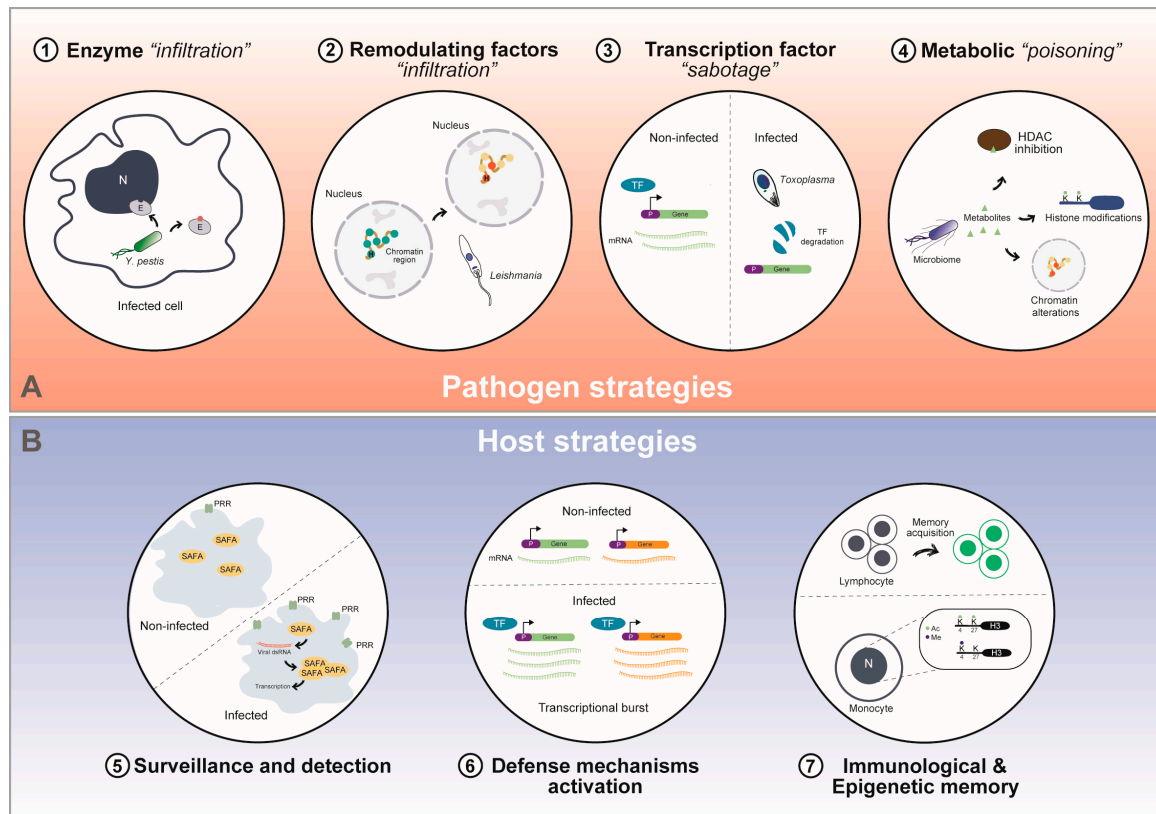 1 Enzyme "infiltration"
N
E
E
Y. pestis
Infected cell
2 Remodulating factors
"infiltration"
Nucleus
H
Nucleus
H
Chromatin
region
Leishmania
3 Transcription factor
"sabotage"
Non-infected
TF
P Gene
mRNA
Infected
Toxoplasma
TF
degradation
P Gene
4 Metabolic "poisoning"
HDAC
inhibition
Metabolites
K K
Histone modifications
Microbiome
Chromatin
alterations
A
Pathogen strategies
B
Host strategies
PRR
SAFA
SAFA
SAFA
Non-infected
PRR
PRR
PRR
PRR
SAFA
Viral dsRNA
SAFA
SAFA SAFA
Transcription
Infected
5 Surveillance and detection
Non-infected
P Gene
P Gene
mRNA
Infected
TF
TF
P Gene
P Gene
Transcriptional burst
6 Defense mechanisms
activation
Memory
acquisition
Lymphocyte
Ac
Me
K K
4 27
H3
K K
4 27
H3
N
Monocyte
7 Immunological &
Epigenetic memory